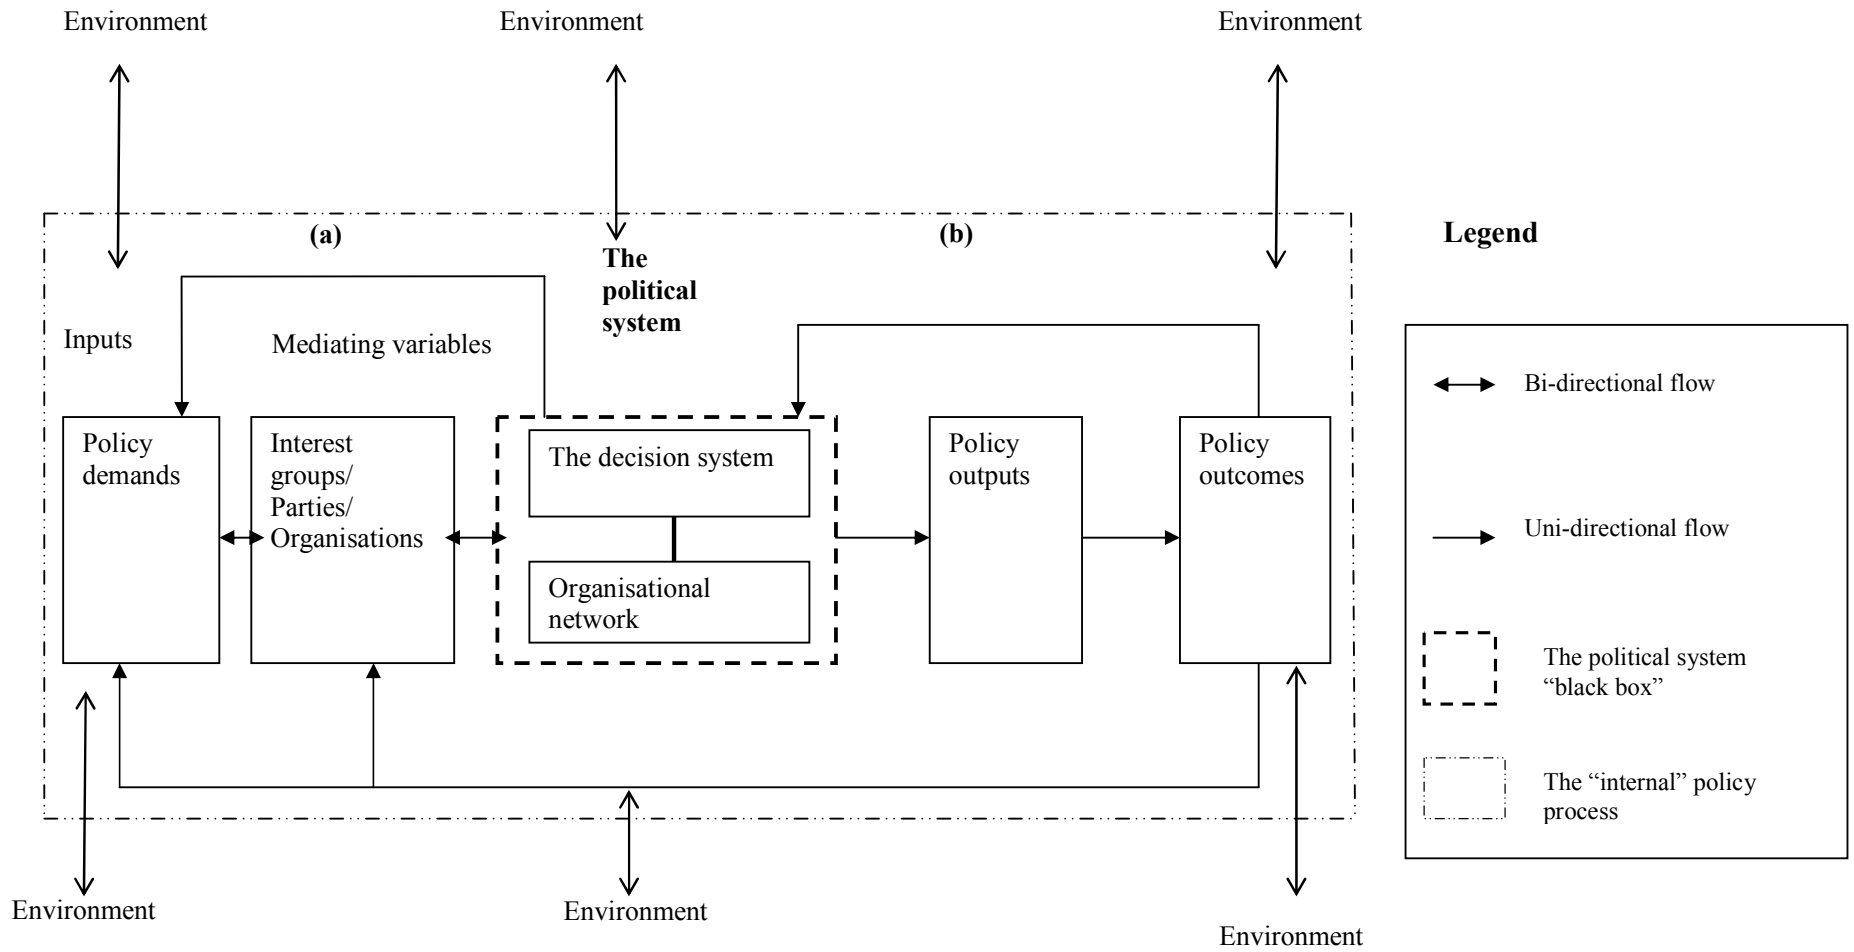 Environment
Environment
Environment
(a)
(b)
Legend
The
political
system
Inputs
Mediating variables
Policy
demands
Interest
groups/
Parties/
Organisations
The decision system
Organisational
network
Policy
outputs
Policy
outcomes
Bi-directional flow
Uni-directional flow
The political system
“black box”
The “internal” policy
process
Environment
Environment
Environment